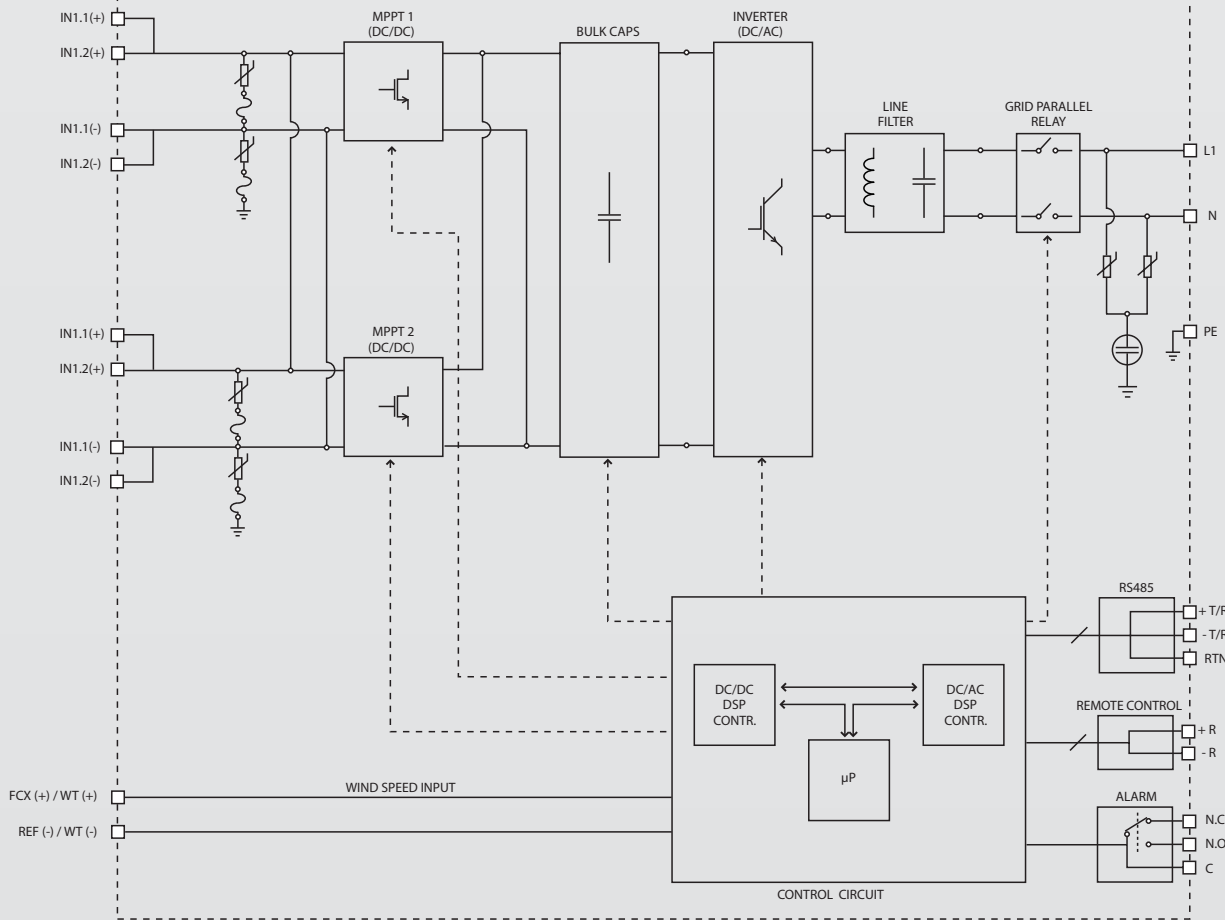 IN1.1(+)
IN1.2(+)
IN1.1(-)
IN1.2(-)
MPPT 1
(DC/DC)
BULK CAPS
INVERTER
(DC/AC)
LINE
FILTER
GRID PARALLEL
RELAY
L1
N
PE
IN1.1(+)
IN1.2(+)
IN1.1(-)
IN1.2(-)
MPPT 2
(DC/DC)
RS485
+ T/R
- T/R
RTN
DC/DC
DSP
CONTR.
DC/AC
DSP
CONTR.
µP
REMOTE CONTROL
+ R
- R
FCX (+) / WT (+)
WIND SPEED INPUT
REF (-) / WT (-)
ALARM
N.C
N.O
C
CONTROL CIRCUIT